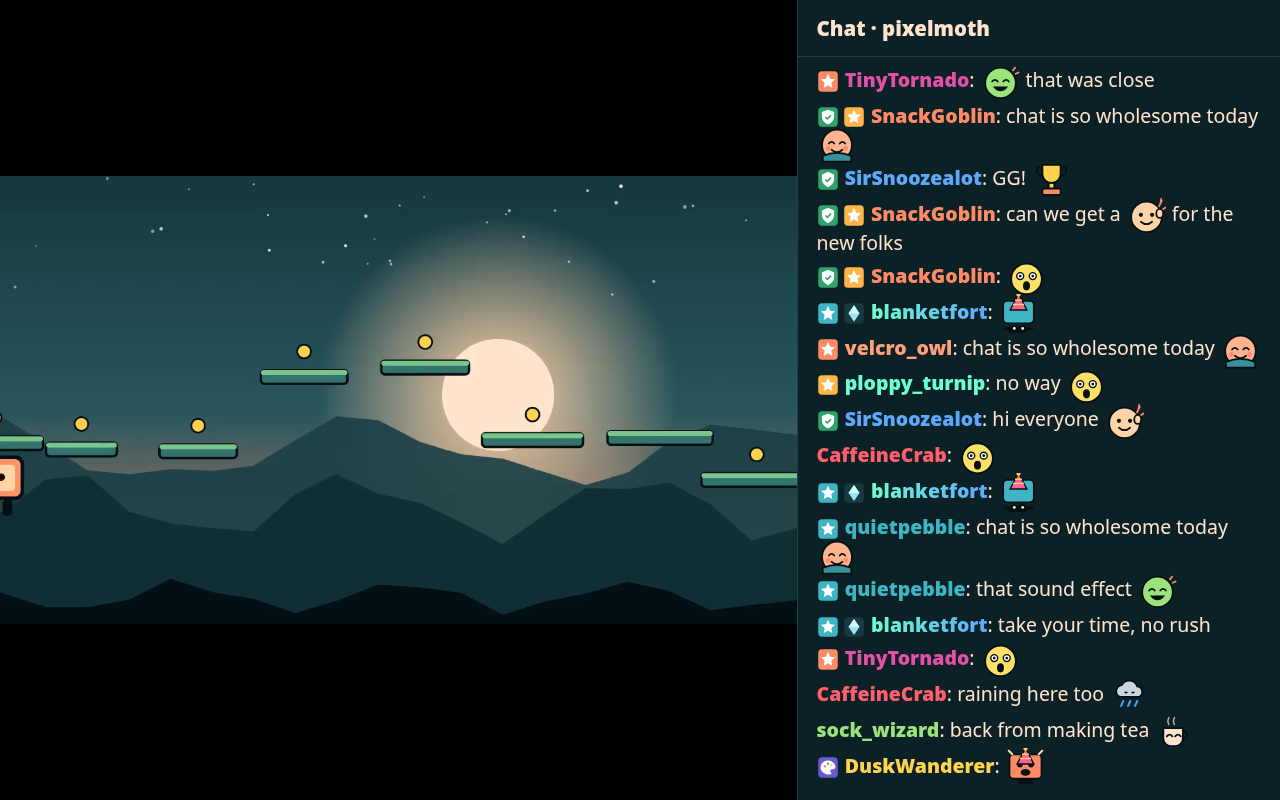 Chat · pixelmoth
TinyTornado: that was close
SnackGoblin: chat is so wholesome today
SirSnoozealot: GG!
SnackGoblin: can we get a for the
new folks
SnackGoblin:
blanketfort:
velcro_owl: chat is so wholesome today
ploppy_turnip: no way
SirSnoozealot: hi everyone
CaffeineCrab:
blanketfort:
quietpebble: chat is so wholesome today
quietpebble: that sound effect
blanketfort: take your time, no rush
TinyTornado:
CaffeineCrab: raining here too
sock_wizard: back from making tea
DuskWanderer: